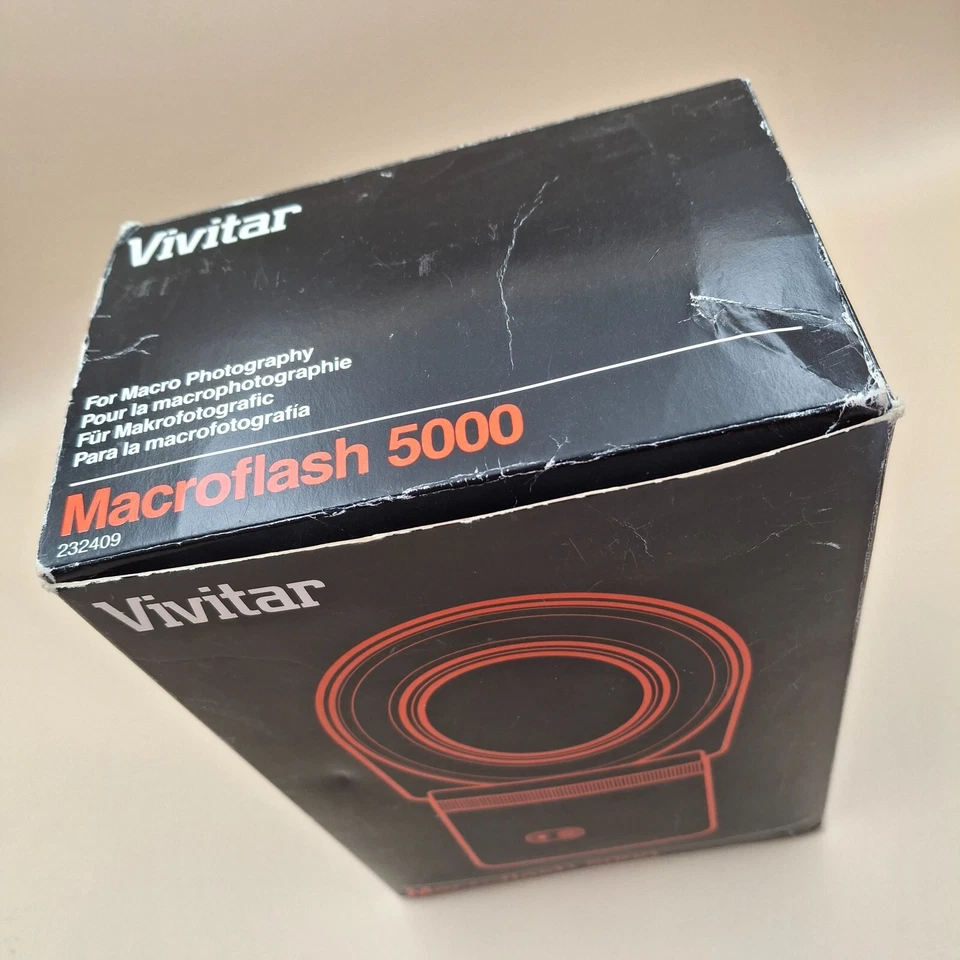 Vivitar
For Macro Photography
Pour la macrophotographie
Für Makrofotografic
Para la macrofotografía
Macroflash 5000
232409
Vivitar